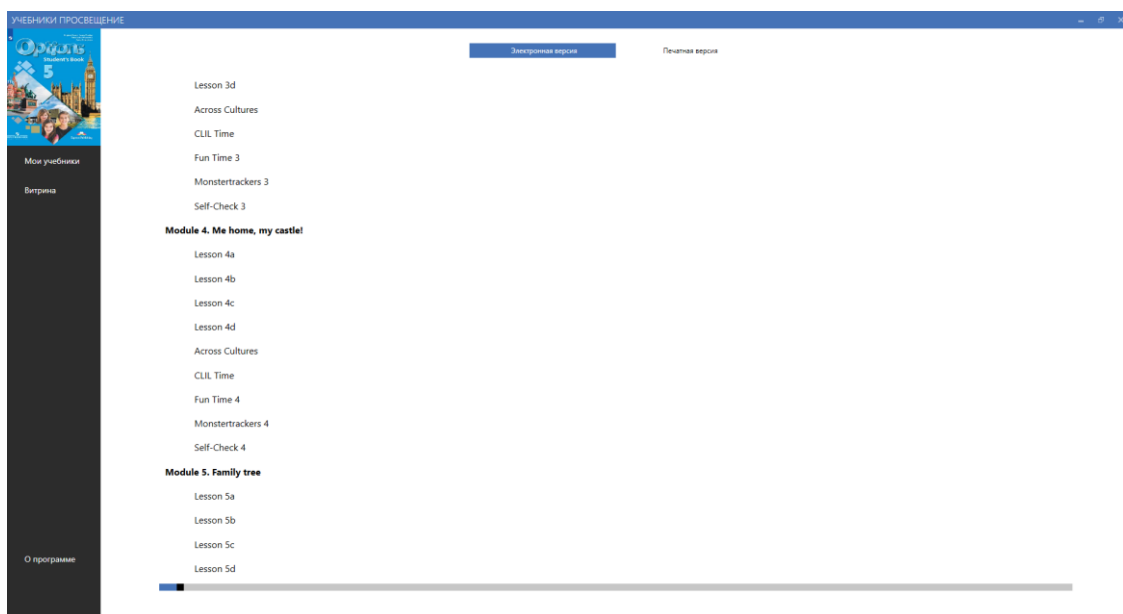 УЧЕБНИКИ ПРОСВЕЩЕНИЕ
Student's Book
5
Мои учебники
Витрина
О программе
Электронная версия
Печатная версия
Lesson 3d
Across Cultures
CLIL Time
Fun Time 3
Monstertrackers 3
Self-Check 3
Module 4. Me home, my castle!
Lesson 4a
Lesson 4b
Lesson 4c
Lesson 4d
Across Cultures
CLIL Time
Fun Time 4
Monstertrackers 4
Self-Check 4
Module 5. Family tree
Lesson 5a
Lesson 5b
Lesson 5c
Lesson 5d